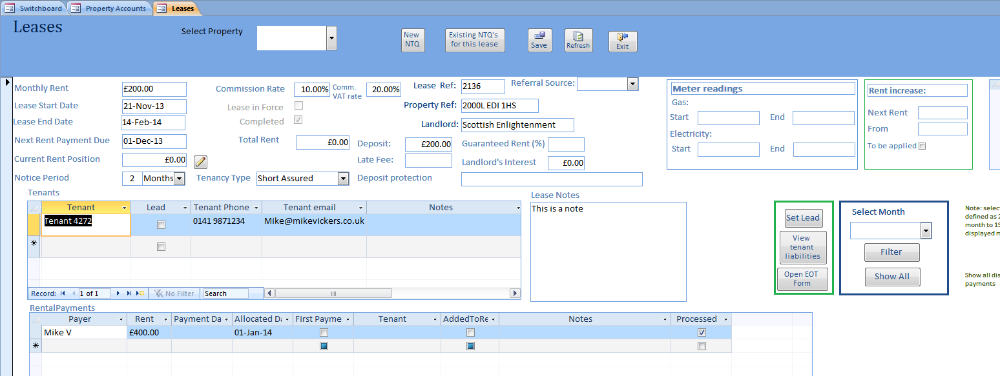 Switchboard Property Accounts Leases
Leases
Select Property
New NTQ
Existing NTQ's for this lease
Save
Refresh
Exit
Monthly Rent £200.00
Lease Start Date 21-Nov-13
Lease End Date 14-Feb-14
Next Rent Payment Due 01-Dec-13
Current Rent Position £0.00
Notice Period 2 Months
Commission Rate 10.00% Comm. VAT rate 20.00%
Lease in Force
Completed
Total Rent £0.00
Tenancy Type Short Assured
Lease Ref: 2136 Referral Source:
Property Ref: 2000L EDI 1HS
Landlord: Scottish Enlightenment
Deposit: £200.00 Guaranteed Rent (%)
Late Fee: Landlord's Interest £0.00
Deposit protection
Meter readings
Gas:
Start End
Electricity:
Start End
Rent increase:
Next Rent
From
To be applied
Tenants
Tenant Lead Tenant Phone Tenant email Notes
Tenant 4272 0141 9871234 Mike@mikevickers.co.uk
Record: 1 of 1 No Filter Search
Lease Notes
This is a note
Set Lead
View
tenant
liabilities
Open EOT
Form
Select Month
Filter
Show All
Note: select
defined as 2
month to 19
displayed m
Show all dis
payments
RentalPayments
Payer Rent Payment Da Allocated Da First Payme Tenant AddedToRe Notes Processed
Mike V £400.00 01-Jan-14